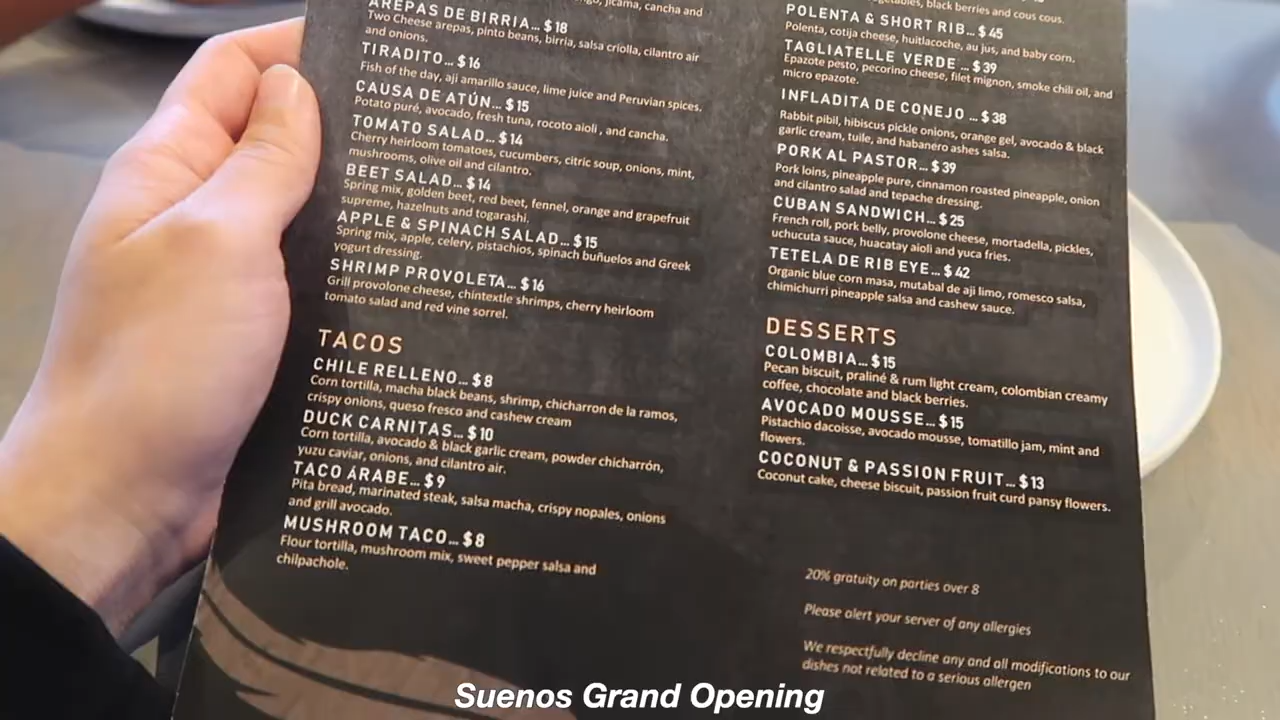 jicama, cancha and
AREPAS DE BIRRIA... $18
Two Cheese arepas, pinto beans, birria, salsa criolla, cilantro air
and onions.
TIRADITO... $16
Fish of the day, aji amarillo sauce, lime juice and Peruvian spices.
CAUSA DE ATÚN... $15
Potato puré, avocado, fresh tuna, rocoto aioli , and cancha.
TOMATO SALAD... $14
Cherry heirloom tomatoes, cucumbers, citric soup, onions, mint,
mushrooms, olive oil and cilantro.
BEET SALAD... $14
Spring mix, golden beet, red beet, fennel, orange and grapefruit
supreme, hazelnuts and togarashi.
APPLE & SPINACH SALAD... $15
Spring mix, apple, celery, pistachios, spinach buñuelos and Greek
yogurt dressing.
SHRIMP PROVOLETA... $16
Grill provolone cheese, chintextle shrimps, cherry heirloom
tomato salad and red vine sorrel.
TACOS
CHILE RELLENO... $8
Corn tortilla, macha black beans, shrimp, chicharron de la ramos,
crispy onions, queso fresco and cashew cream
DUCK CARNITAS... $10
Corn tortilla, avocado & black garlic cream, powder chicharrón,
yuzu caviar, onions, and cilantro air.
TACO ÁRABE... $9
Pita bread, marinated steak, salsa macha, crispy nopales, onions
and grill avocado.
MUSHROOM TACO... $8
Flour tortilla, mushroom mix, sweet pepper salsa and
chilpachole.
black berries and cous cous.
POLENTA & SHORT RIB... $45
Polenta, cotija cheese, huitlacoche, au jus, and baby corn.
TAGLIATELLE VERDE ... $39
Epazote pesto, pecorino cheese, filet mignon, smoke chili oil, and
micro epazote.
INFLADITA DE CONEJO ... $38
Rabbit pibil, hibiscus pickle onions, orange gel, avocado & black
garlic cream, tuile, and habanero ashes salsa.
PORK AL PASTOR... $39
Pork loins, pineapple pure, cinnamon roasted pineapple, onion
and cilantro salad and tepache dressing.
CUBAN SANDWICH... $25
French roll, pork belly, provolone cheese, mortadella, pickles,
uchucuta sauce, huacatay aioli and yuca fries.
TETELA DE RIB EYE... $42
Organic blue corn masa, mutabal de aji limo, romesco salsa,
chimichurri pineapple salsa and cashew sauce.
DESSERTS
COLOMBIA... $15
Pecan biscuit, praliné & rum light cream, colombian creamy
coffee, chocolate and black berries.
AVOCADO MOUSSE... $15
Pistachio dacoisse, avocado mousse, tomatillo jam, mint and
flowers.
COCONUT & PASSION FRUIT... $13
Coconut cake, cheese biscuit, passion fruit curd pansy flowers.
20% gratuity on parties over 8
Please alert your server of any allergies
We respectfully decline any and all modifications to our
dishes not related to a serious allergen
Suenos Grand Opening